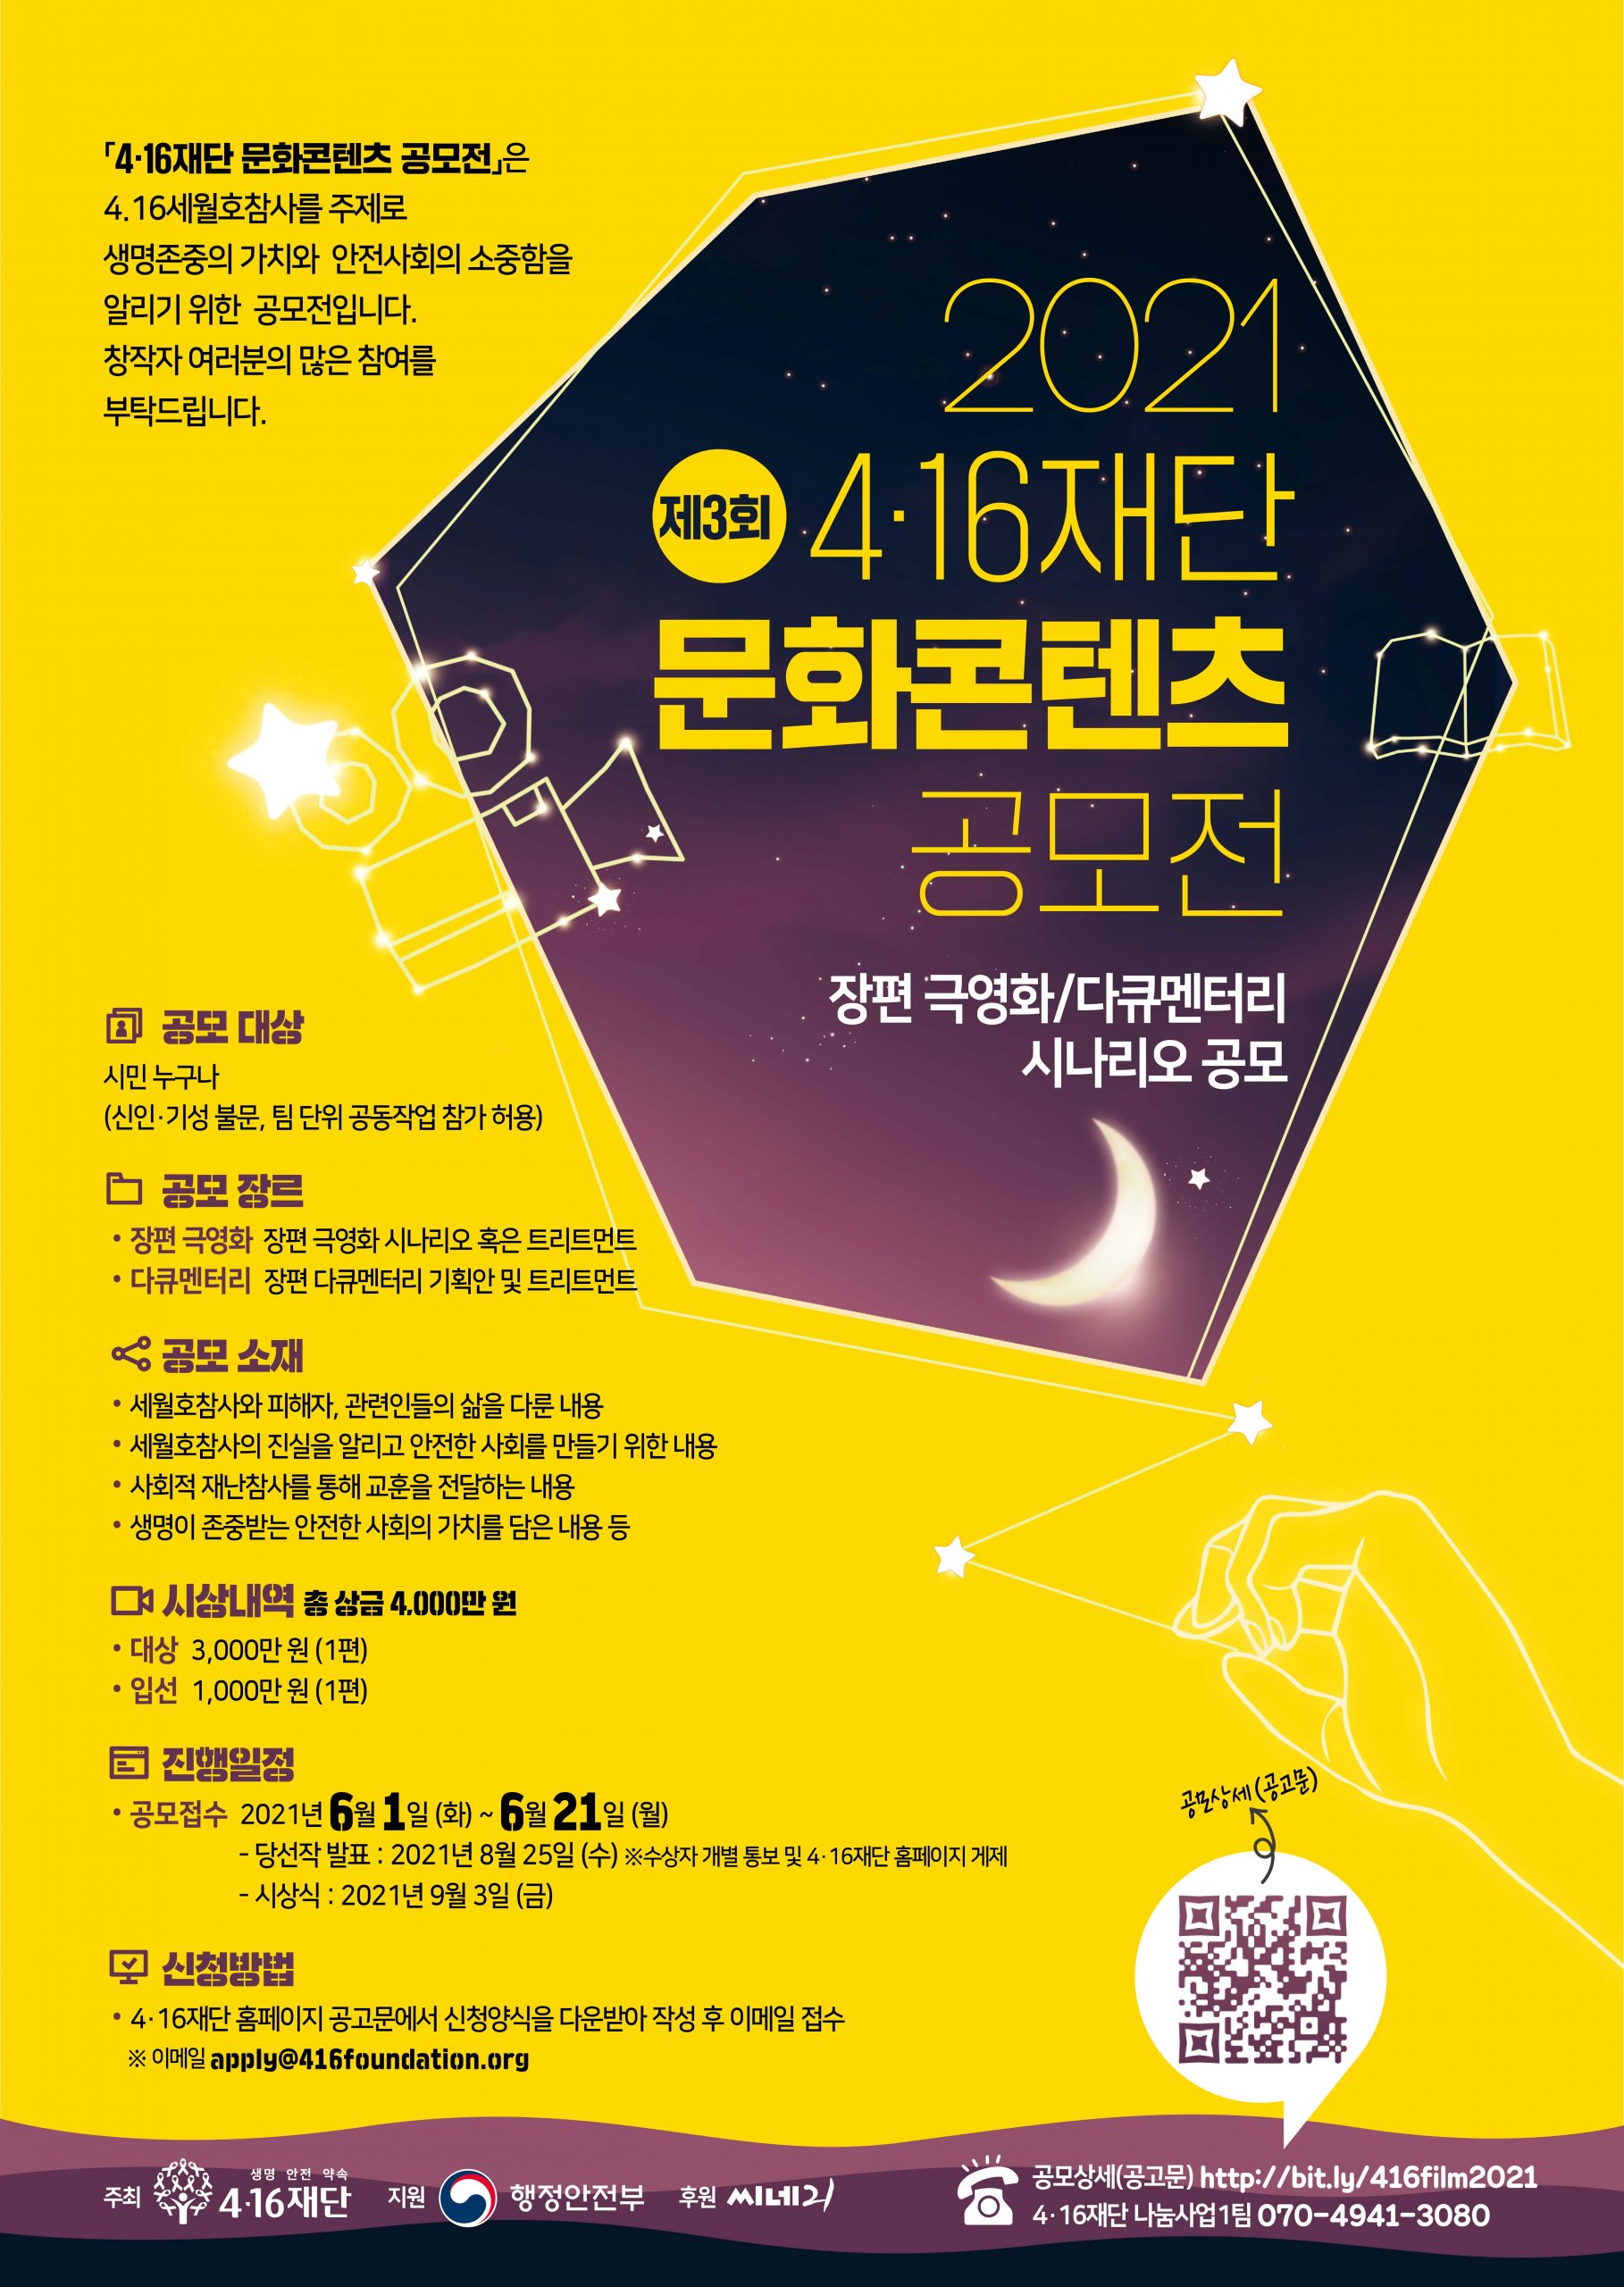 「4·16재단 문화콘텐츠 공모전」은
4.16세월호참사를 주제로
생명존중의 가치와 안전사회의 소중함을
알리기 위한 공모전입니다.
창작자 여러분의 많은 참여를
부탁드립니다.
2021
제3회 4·16재단
문화콘텐츠
공모전
장편 극영화/다큐멘터리
시나리오 공모
공모 대상
시민 누구나
(신인·기성 불문, 팀 단위 공동작업 참가 허용)
공모 장르
• 장편 극영화 장편 극영화 시나리오 혹은 트리트먼트
• 다큐멘터리 장편 다큐멘터리 기획안 및 트리트먼트
공모 소재
• 세월호참사와 피해자, 관련인들의 삶을 다룬 내용
• 세월호참사의 진실을 알리고 안전한 사회를 만들기 위한 내용
• 사회적 재난참사를 통해 교훈을 전달하는 내용
• 생명이 존중받는 안전한 사회의 가치를 담은 내용 등
시상내역 총 상금 4,000만 원
• 대상 3,000만 원 (1편)
• 입선 1,000만 원 (1편)
진행일정
• 공모접수 2021년 6월 1일 (화) ~ 6월 21일 (월)
- 당선작 발표 : 2021년 8월 25일 (수) ※수상자 개별 통보 및 4·16재단 홈페이지 게제
- 시상식 : 2021년 9월 3일 (금)
신청방법
• 4·16재단 홈페이지 공고문에서 신청양식을 다운받아 작성 후 이메일 접수
※ 이메일 apply@416foundation.org
공모상세(공고문)
주최 생명 안전 약속 4·16재단 지원 행정안전부 후원 씨네21
공모상세(공고문) http://bit.ly/416film2021
4·16재단 나눔사업1팀 070-4941-3080